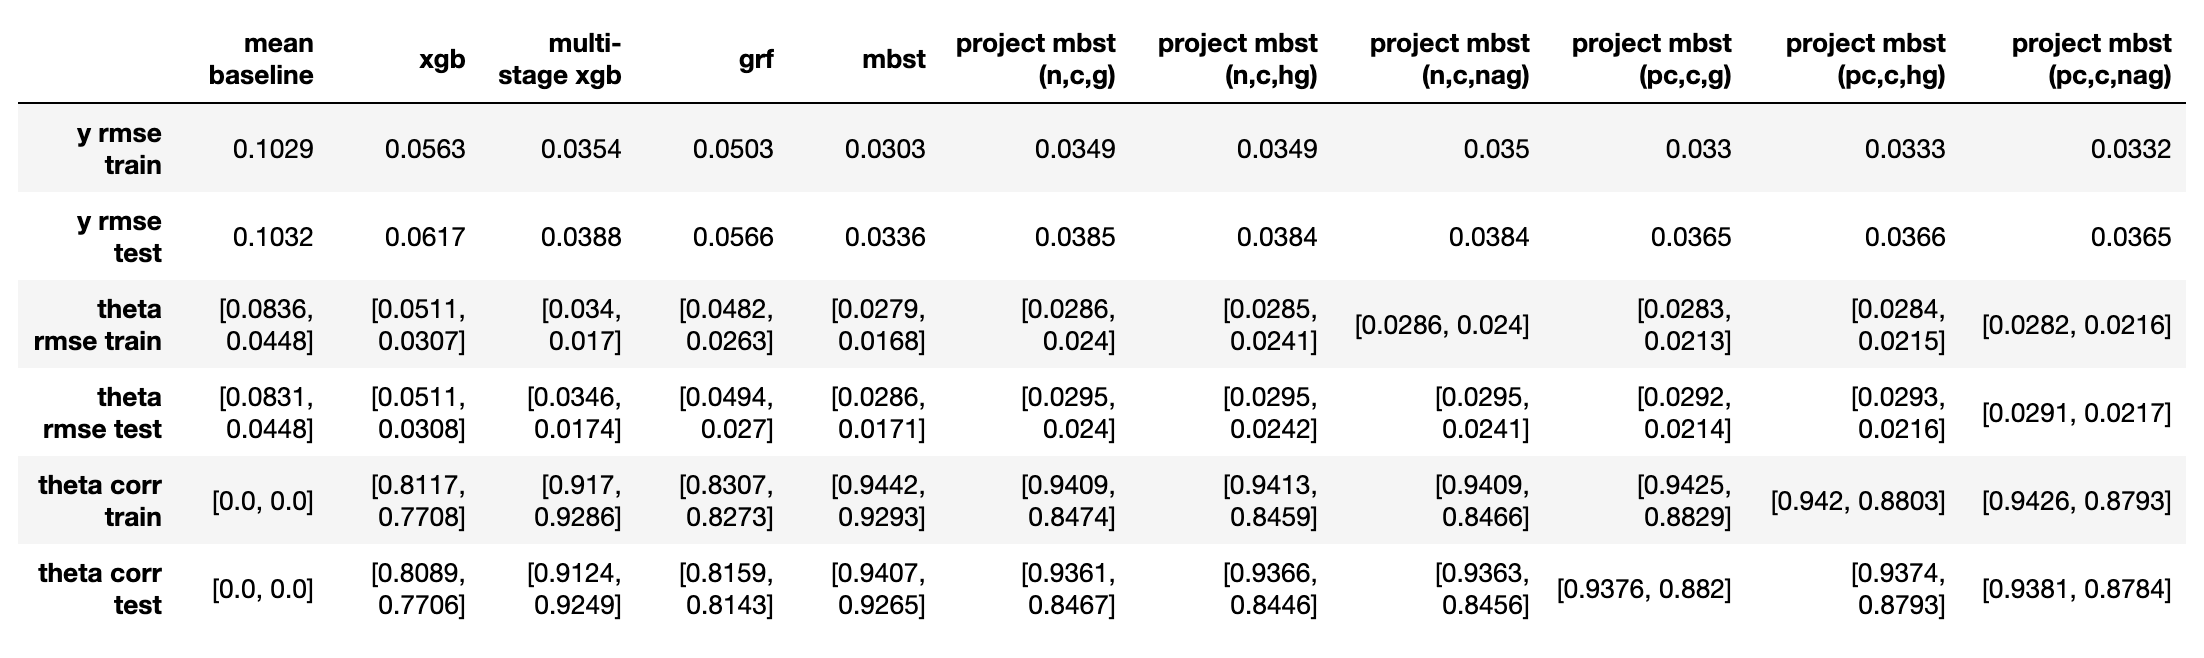 mean baseline xgb multi-stage xgb grf mbst project mbst (n,c,g) project mbst (n,c,hg) project mbst (n,c,nag) project mbst (pc,c,g) project mbst (pc,c,hg) project mbst (pc,c,nag)
y rmse train 0.1029 0.0563 0.0354 0.0503 0.0303 0.0349 0.0349 0.035 0.033 0.0333 0.0332
y rmse test 0.1032 0.0617 0.0388 0.0566 0.0336 0.0385 0.0384 0.0384 0.0365 0.0366 0.0365
theta rmse train [0.0836, 0.0448] [0.0511, 0.0307] [0.034, 0.017] [0.0482, 0.0263] [0.0279, 0.0168] [0.0286, 0.024] [0.0285, 0.0241] [0.0286, 0.024] [0.0283, 0.0213] [0.0284, 0.0215] [0.0282, 0.0216]
theta rmse test [0.0831, 0.0448] [0.0511, 0.0308] [0.0346, 0.0174] [0.0494, 0.027] [0.0286, 0.0171] [0.0295, 0.024] [0.0295, 0.0242] [0.0295, 0.0241] [0.0292, 0.0214] [0.0293, 0.0216] [0.0291, 0.0217]
theta corr train [0.0, 0.0] [0.8117, 0.7708] [0.917, 0.9286] [0.8307, 0.8273] [0.9442, 0.9293] [0.9409, 0.8474] [0.9413, 0.8459] [0.9409, 0.8466] [0.9425, 0.8829] [0.942, 0.8803] [0.9426, 0.8793]
theta corr test [0.0, 0.0] [0.8089, 0.7706] [0.9124, 0.9249] [0.8159, 0.8143] [0.9407, 0.9265] [0.9361, 0.8467] [0.9366, 0.8446] [0.9363, 0.8456] [0.9376, 0.882] [0.9374, 0.8793] [0.9381, 0.8784]